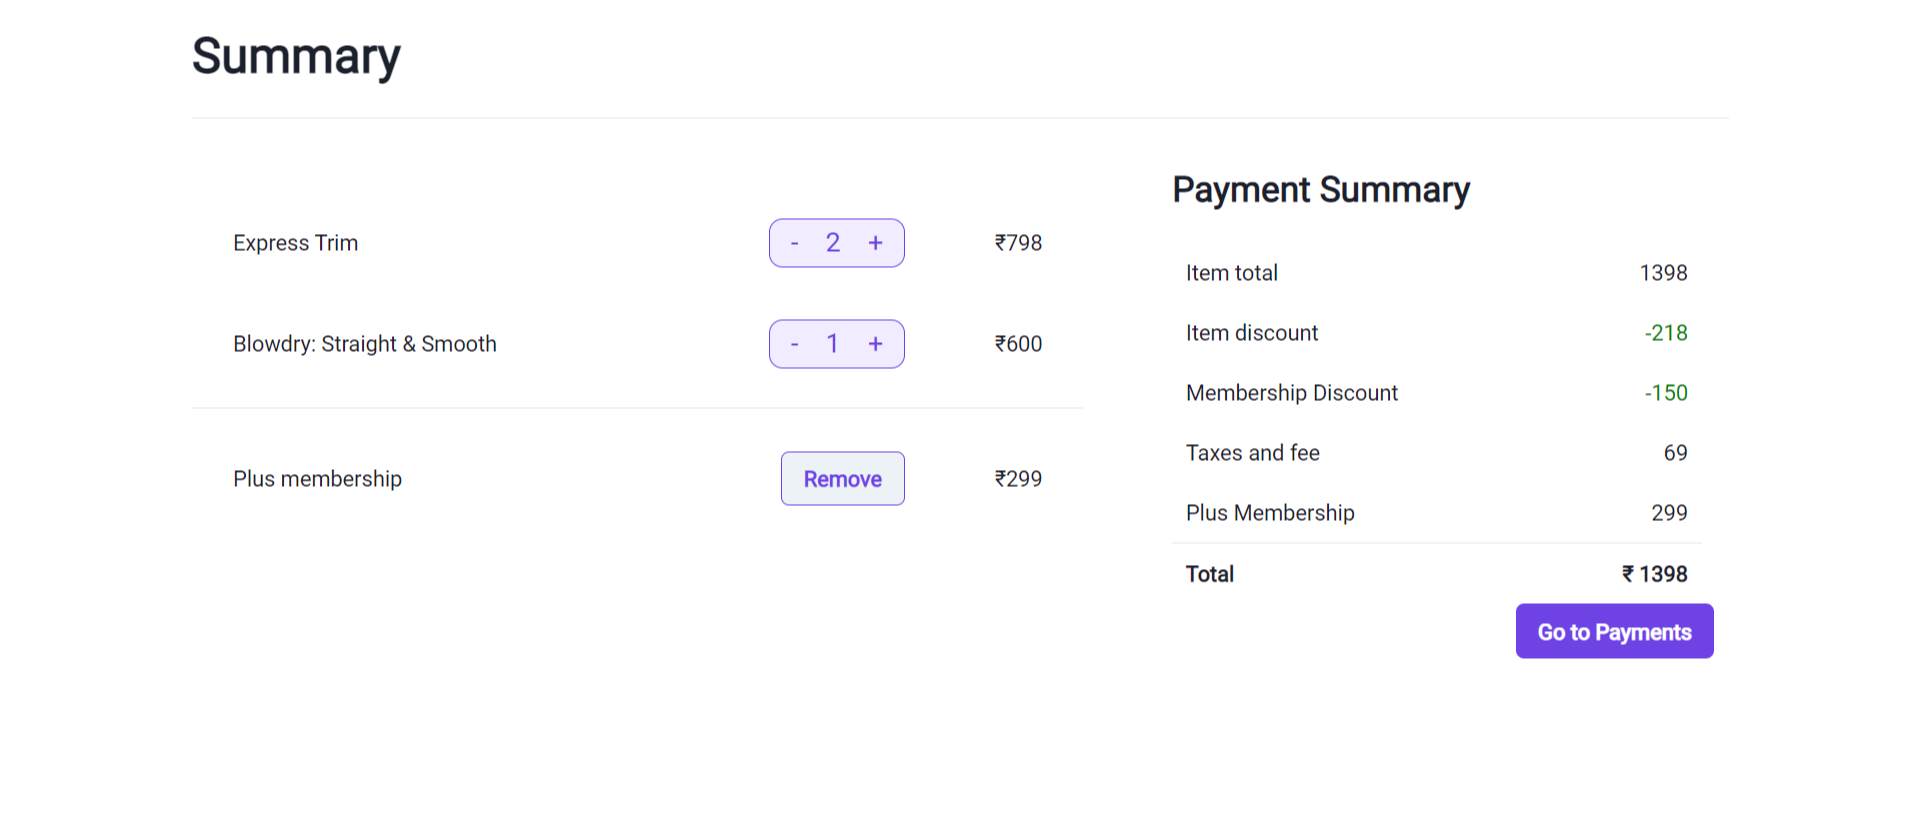 Summary
Express Trim - 2 + ₹798
Blowdry: Straight & Smooth - 1 + ₹600
Plus membership Remove ₹299
Payment Summary
Item total 1398
Item discount -218
Membership Discount -150
Taxes and fee 69
Plus Membership 299
Total ₹ 1398
Go to Payments